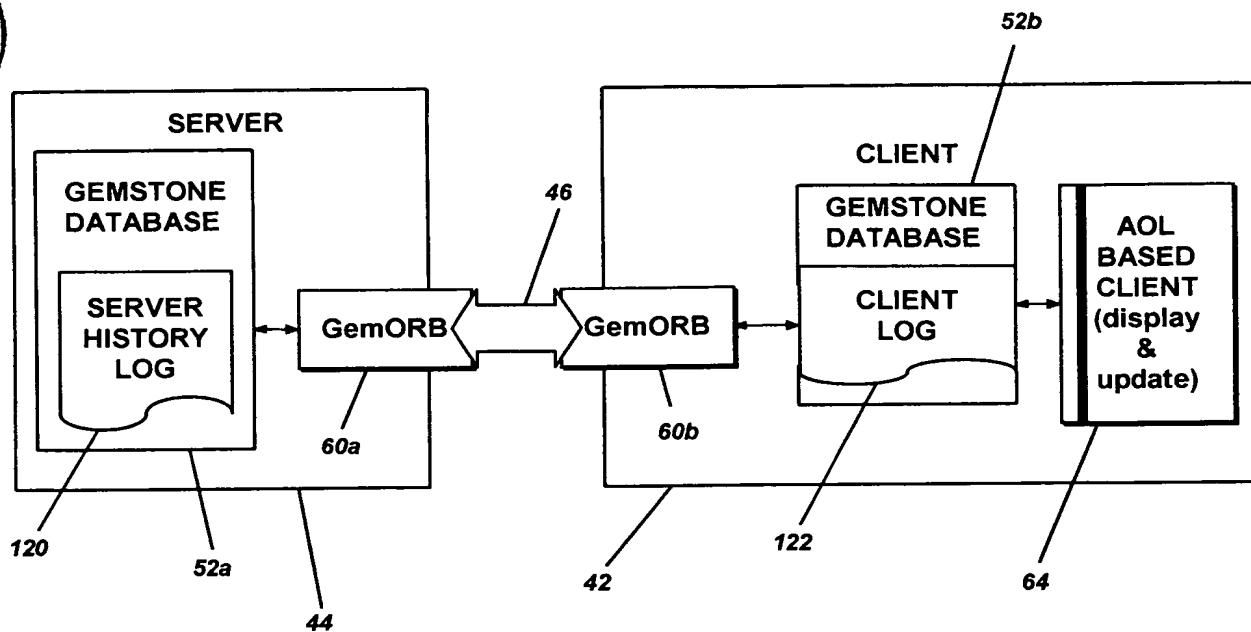 52b
SERVER
CLIENT
GEMSTONE
DATABASE
SERVER
HISTORY
LOG
GemORB
46
GemORB
GEMSTONE
DATABASE
CLIENT
LOG
AOL
BASED
CLIENT
(display
&
update)
60a
60b
120
52a
44
42
122
64